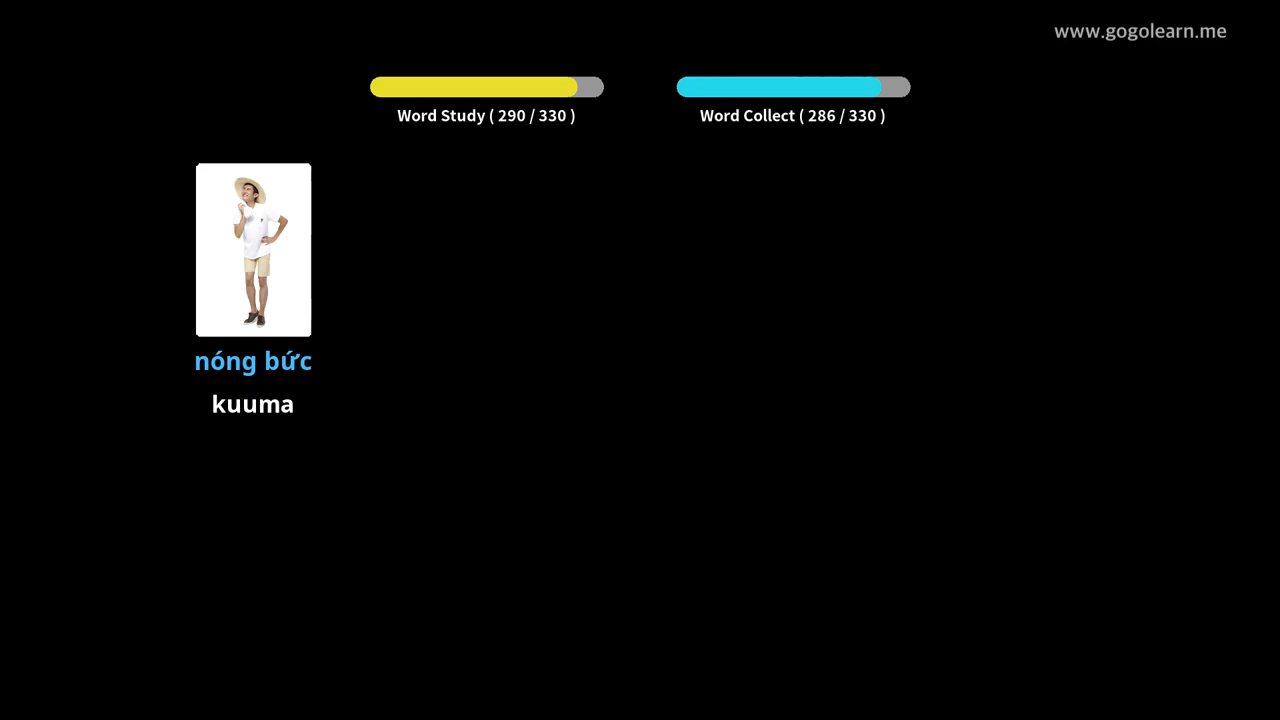 www.gogolearn.me
Word Study ( 290 / 330 )
Word Collect ( 286 / 330 )
nóng bức
kuuma